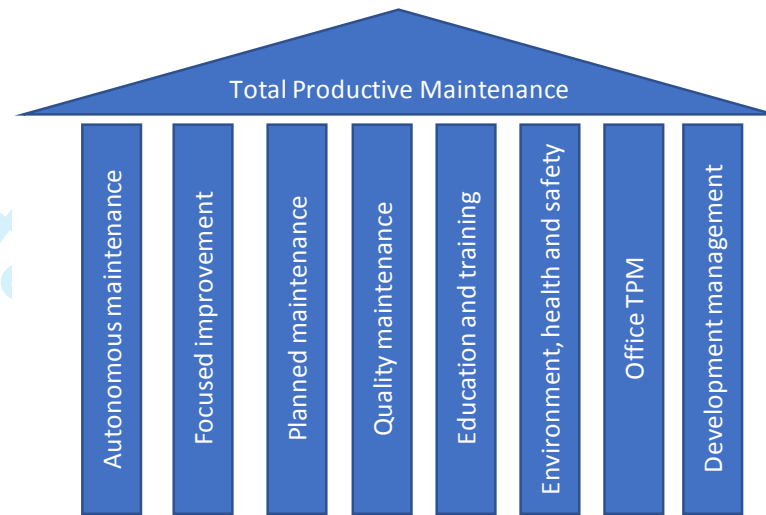 Total Productive Maintenance
Autonomous maintenance
Focused improvement
Planned maintenance
Quality maintenance
Education and training
Environment, health and safety
Office TPM
Development management